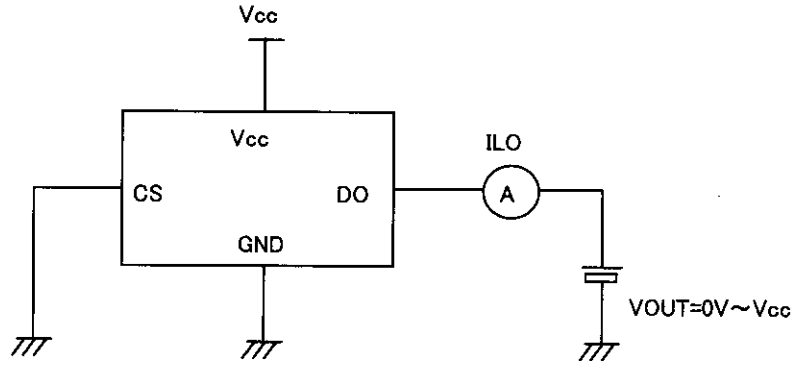 Vcc
Vcc
ILO
CS
DO
A
GND
VOUT=0V～Vcc